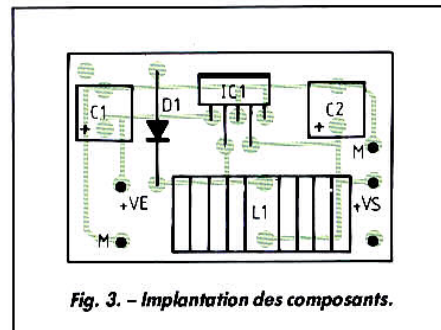 IC1
D1
C1
C2
+
+
M
+VE
L1
+VS
M
Fig. 3. – Implantation des composants.